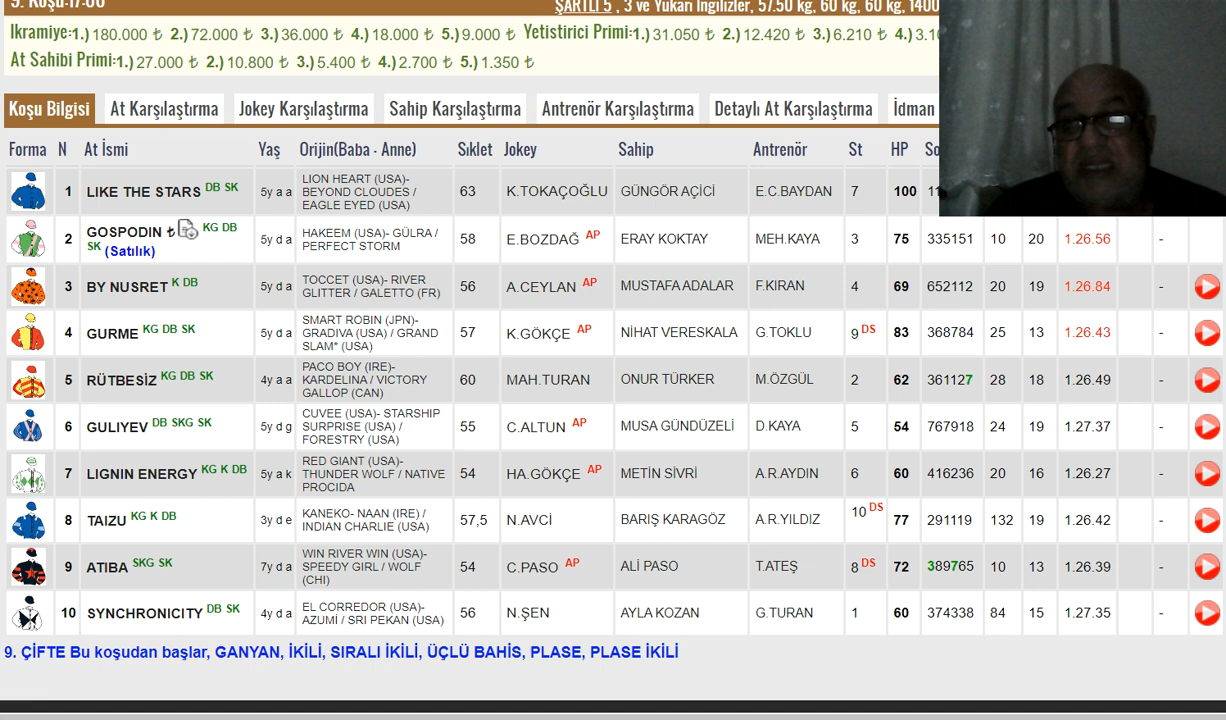 9. Koşu:17:00 ŞARTLI 5 , 3 ve Yukarı İngilizler, 57.50 kg, 60 kg, 60 kg, 1400
İkramiye:1.) 180.000 ₺ 2.) 72.000 ₺ 3.) 36.000 ₺ 4.) 18.000 ₺ 5.) 9.000 ₺ Yetistirici Primi:1.) 31.050 ₺ 2.) 12.420 ₺ 3.) 6.210 ₺ 4.)
At Sahibi Primi:1.) 27.000 ₺ 2.) 10.800 ₺ 3.) 5.400 ₺ 4.) 2.700 ₺ 5.) 1.350 ₺
Koşu Bilgisi At Karşılaştırma Jokey Karşılaştırma Sahip Karşılaştırma Antrenör Karşılaştırma Detaylı At Karşılaştırma İdman
Forma N At İsmi Yaş Orijin(Baba - Anne) Sıklet Jokey Sahip Antrenör St HP
1 LIKE THE STARS DB SK 5y a a LION HEART (USA)- BEYOND CLOUDES / EAGLE EYED (USA) 63 K.TOKAÇOĞLU GÜNGÖR AÇİCİ E.C.BAYDAN 7 100
2 GOSPODIN ₺ KG DB SK (Satılık) 5y d a HAKEEM (USA)- GÜLRA / PERFECT STORM 58 E.BOZDAĞ AP ERAY KOKTAY MEH.KAYA 3 75 335151 10 20 1.26.56 -
3 BY NUSRET K DB 5y d a TOCCET (USA)- RIVER GLITTER / GALETTO (FR) 56 A.CEYLAN AP MUSTAFA ADALAR F.KIRAN 4 69 652112 20 19 1.26.84 -
4 GURME KG DB SK 5y d a SMART ROBIN (JPN)- GRADIVA (USA) / GRAND SLAM* (USA) 57 K.GÖKÇE AP NİHAT VERESKALA G.TOKLU 9 DS 83 368784 25 13 1.26.43 -
5 RÜTBESİZ KG DB SK 4y a a PACO BOY (IRE)- KARDELINA / VICTORY GALLOP (CAN) 60 MAH.TURAN ONUR TÜRKER M.ÖZGÜL 2 62 361127 28 18 1.26.49 -
6 GULIYEV DB SKG SK 5y d g CUVEE (USA)- STARSHIP SURPRISE (USA) / FORESTRY (USA) 55 C.ALTUN AP MUSA GÜNDÜZELİ D.KAYA 5 54 767918 24 19 1.27.37 -
7 LIGNIN ENERGY KG K DB 5y a k RED GIANT (USA)- THUNDER WOLF / NATIVE PROCIDA 54 HA.GÖKÇE AP METİN SİVRİ A.R.AYDIN 6 60 416236 20 16 1.26.27 -
8 TAIZU KG K DB 3y d e KANEKO- NAAN (IRE) / INDIAN CHARLIE (USA) 57,5 N.AVCİ BARIŞ KARAGÖZ A.R.YILDIZ 10 DS 77 291119 132 19 1.26.42 -
9 ATIBA SKG SK 7y d a WIN RIVER WIN (USA)- SPEEDY GIRL / WOLF (CHI) 54 C.PASO AP ALİ PASO T.ATEŞ 8 DS 72 389765 10 13 1.26.39 -
10 SYNCHRONICITY DB SK 4y d a EL CORREDOR (USA)- AZUMİ / SRI PEKAN (USA) 56 N.ŞEN AYLA KOZAN G.TURAN 1 60 374338 84 15 1.27.35 -
9. ÇİFTE Bu koşudan başlar, GANYAN, İKİLİ, SIRALI İKİLİ, ÜÇLÜ BAHİS, PLASE, PLASE İKİLİ